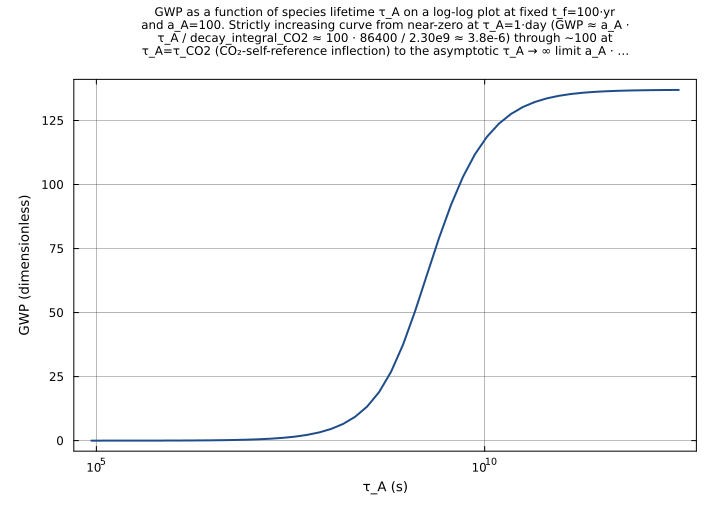 GWP as a function of species lifetime τ_A on a log-log plot at fixed t_f=100·yr
and a_A=100. Strictly increasing curve from near-zero at τ_A=1·day (GWP ≈ a_A ·
τ_A / decay_integral_CO2 ≈ 100 · 86400 / 2.30e9 ≈ 3.8e-6) through ~100 at
τ_A=τ_CO2 (CO₂-self-reference inflection) to the asymptotic τ_A → ∞ limit a_A · …
125
100
75
50
25
0
GWP (dimensionless)
10⁵ 10¹⁰
τ_A (s)